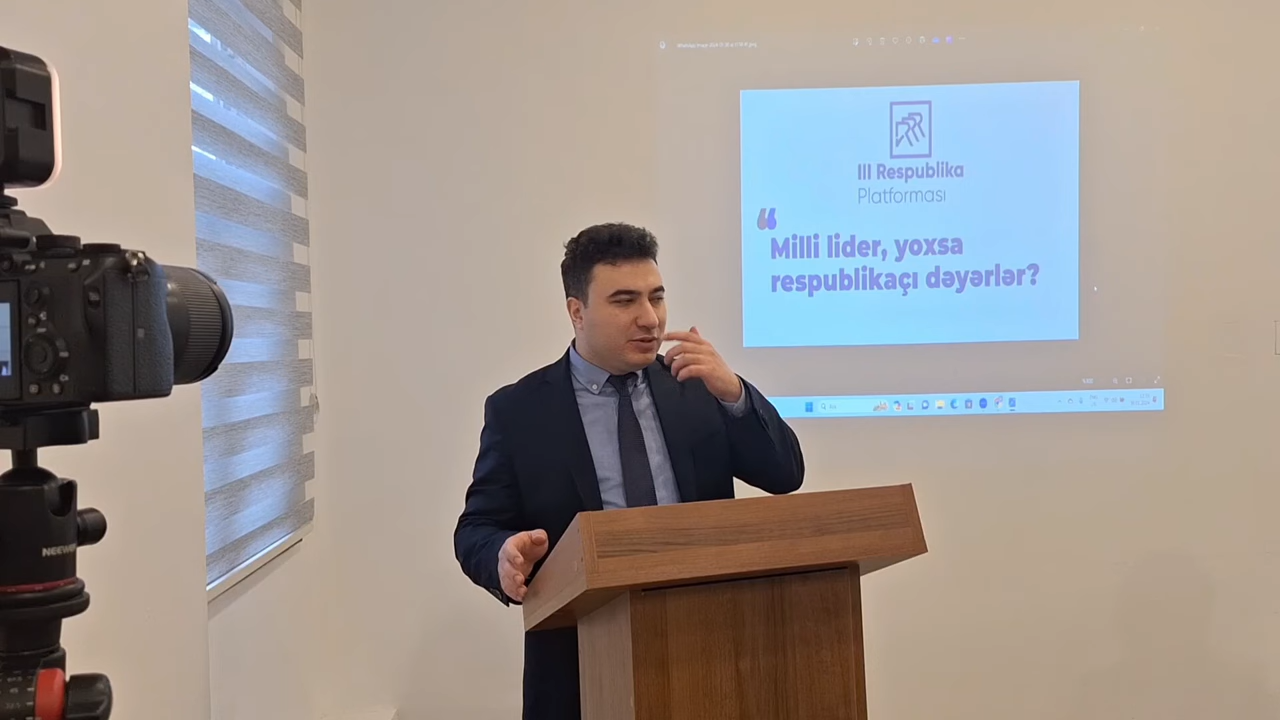 III Respublika
Platforması
“
Milli lider, yoxsa
respublikaçı dəyərlər?
NEEWER